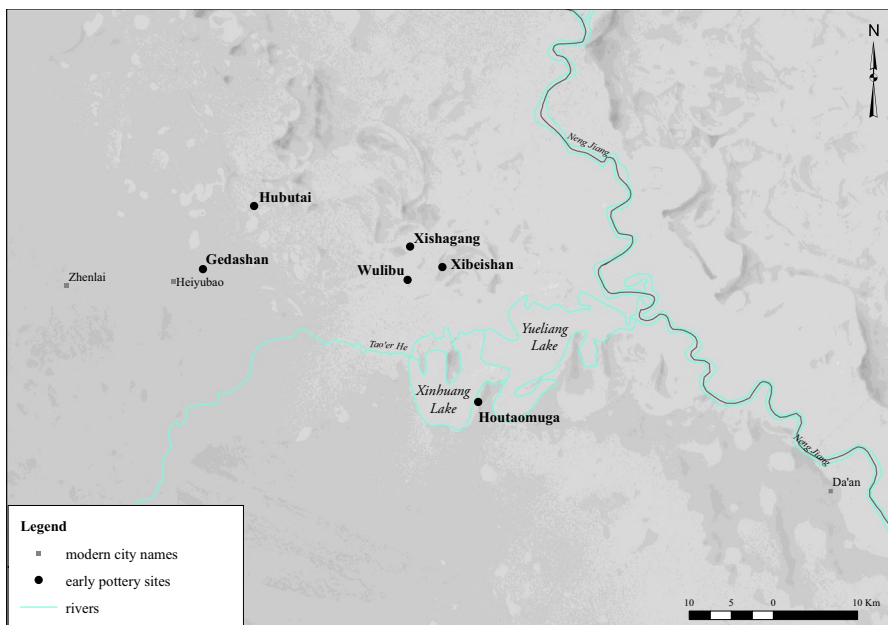 N
Neng Jiang
Hubutai
Xishagang
Gedashan
Xibeishan
Zhenlai
Heiyubao
Wulibu
Yueliang
Lake
Tao'er He
Xinhuang
Lake
Houtaomuga
Neng Jiang
Da'an
Legend
modern city names
early pottery sites
rivers
10 5 0 10 Km